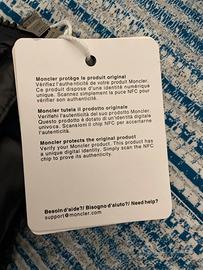 Moncler protège le produit original
Vérifiez l'authenticité de votre produit Moncler.
Ce produit dispose d'une identité numérique
unique. Scannez simplement la puce NFC pour
vérifier son authenticité.
Moncler tutela il prodotto originale
Verifichi l'autenticità del suo prodotto Moncler.
Questo prodotto è dotato di un'identità digitale
univoca. Scansioni il chip NFC per accertarne
l'autenticità.
Moncler protects the original product
Verify your Moncler product. This product has
a unique digital identity. Simply scan the NFC
chip to prove its authenticity.
Besoin d'aide?/ Bisogno d'aiuto?/ Need help?
support@moncler.com